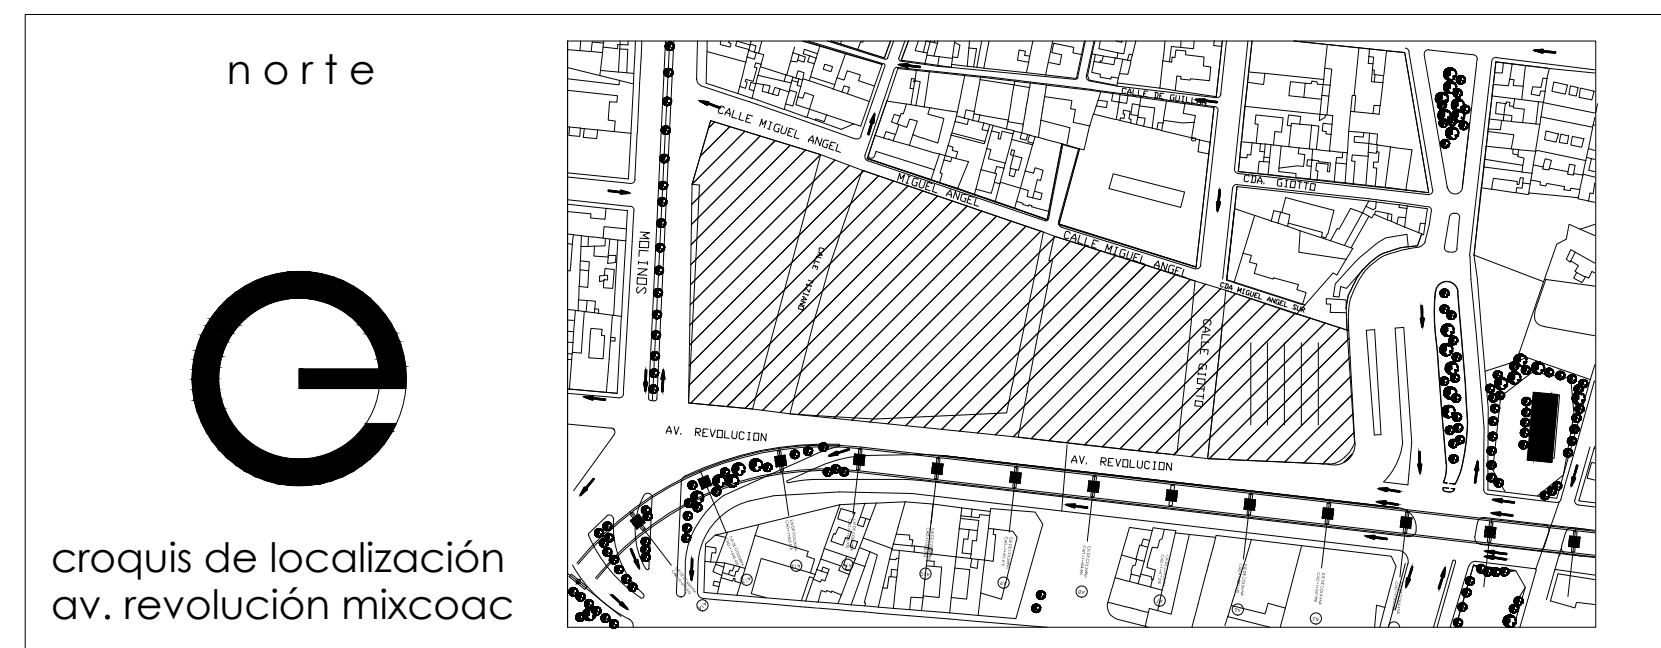 norte
croquis de localización
av. revolución mixcoac
CALLE DE GUILLER
CALLE MIGUEL ANGEL
MIGUEL ANGEL
CDA. GIOTTO
CALLE MIGUEL ANGEL
MOLINOS
CALLE TIZIANO
CDA MIGUEL ANGEL SUR
CALLE GIOTTO
AV. REVOLUCION
AV. REVOLUCION